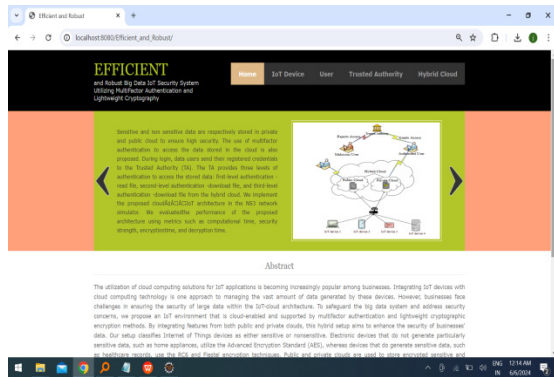 Efficient and Robust
localhost:8080/Efficient_and_Robust/
EFFICIENT
and Robust Big Data IoT Security System
Utilizing MultiFactor Authentication and
Lightweight Cryptography
Home IoT Device User Trusted Authority Hybrid Cloud
Sensitive and non sensitive data are respectively stored in private
and public cloud to ensure high security. The use of multifactor
authentication to access the data stored in the cloud is also
proposed. During login, data users send their registered credentials
to the Trusted Authority (TA). The TA provides three levels of
authentication to access the stored data: first-level authentication -
read file, second-level authentication -download file, and third-level
authentication -download file from the hybrid cloud. We implement
the proposed IoT architecture in the NS3 network
simulator. We evaluatedthe performance of the proposed
architecture using metrics such as computational time, security
strength, encryptiontime, and decryption time.
Abstract
The utilization of cloud computing solutions for IoT applications is becoming increasingly popular among businesses. Integrating IoT devices with
cloud computing technology is one approach to managing the vast amount of data generated by these devices. However, businesses face
challenges in ensuring the security of large data within the IoT-cloud architecture. To safeguard the big data system and address security
concerns, we propose an IoT environment that is cloud-enabled and supported by multifactor authentication and lightweight cryptographic
encryption methods. By integrating features from both public and private clouds, this hybrid setup aims to enhance the security of businesses'
data. Our setup classifies Internet of Things devices as either sensitive or nonsensitive. Electronic devices that do not generate particularly
sensitive data, such as home appliances, utilize the Advanced Encryption Standard (AES), whereas devices that do generate sensitive data, such
as healthcare records, use the RC6 and Fiestel encryption techniques. Public and private clouds are used to store encrypted sensitive and
ENG 12:14 AM
IN 6/6/2024